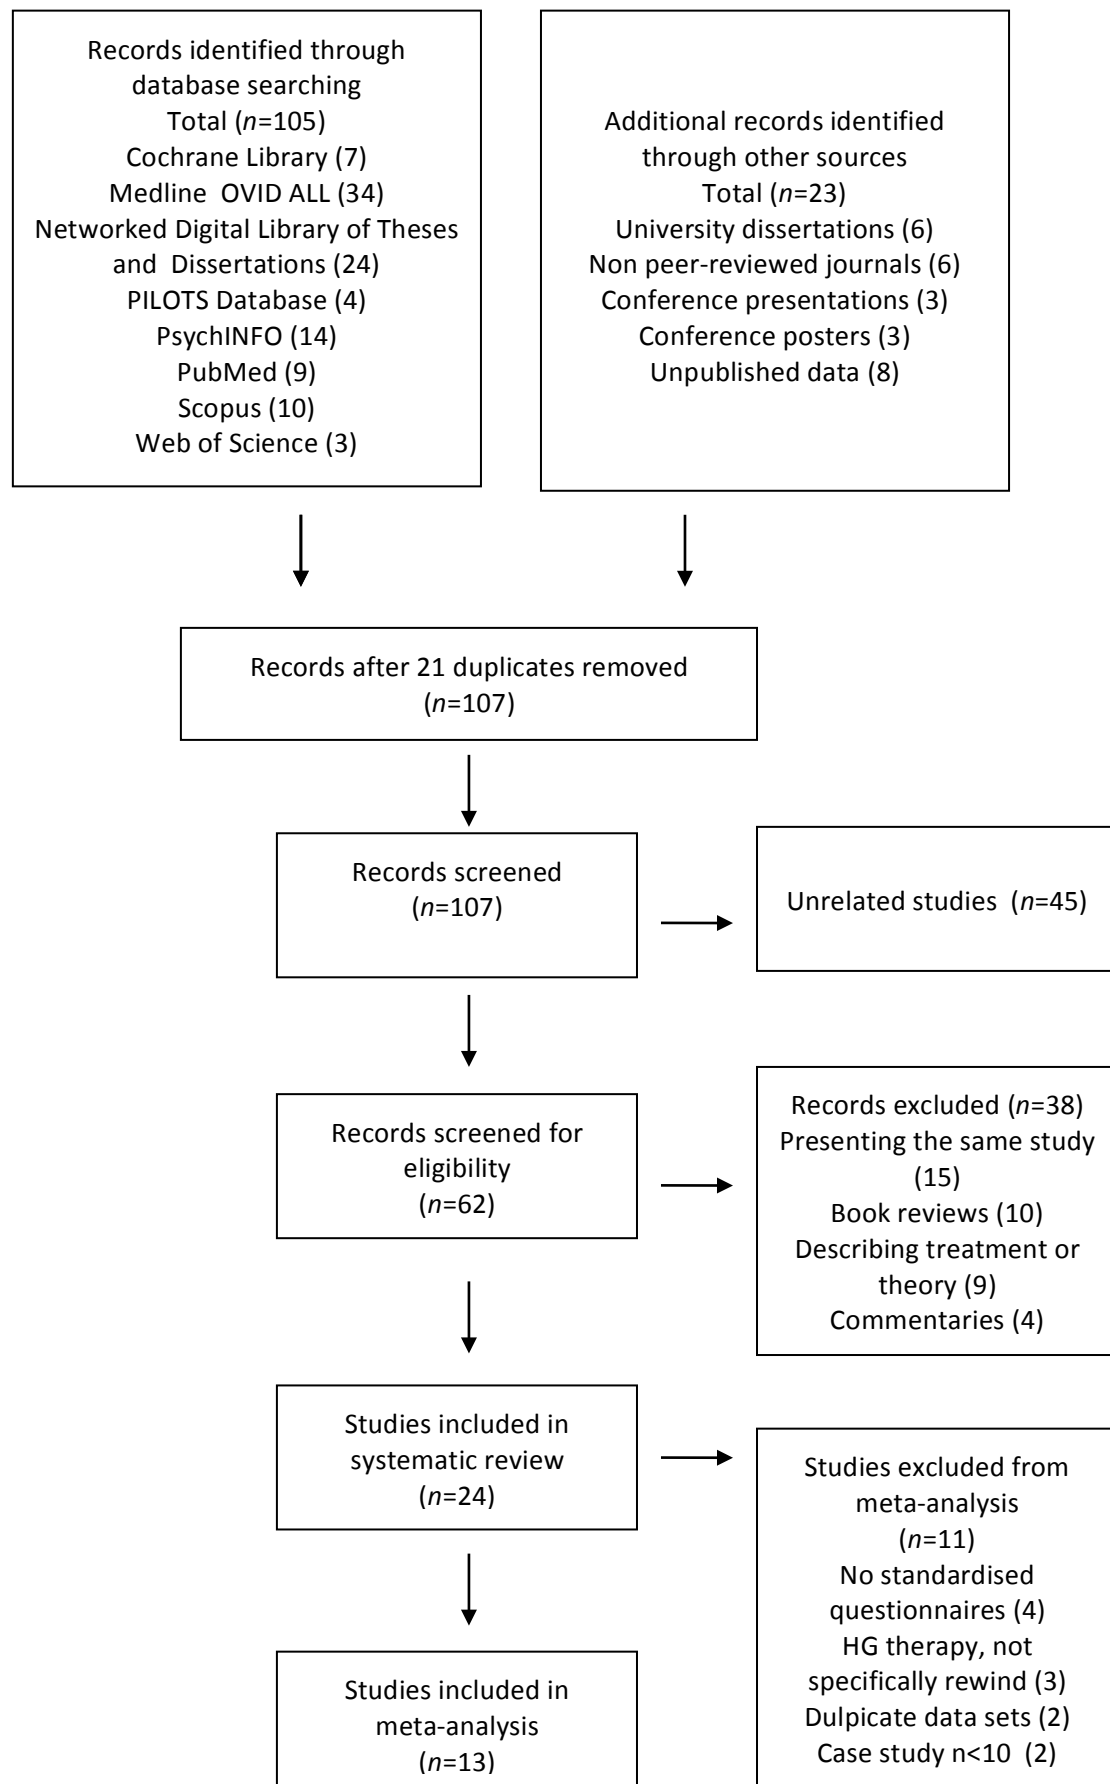 Records identified through
database searching
Total (n=105)
Cochrane Library (7)
Medline  OVID ALL (34)
Networked Digital Library of Theses
and  Dissertations (24)
PILOTS Database (4)
PsychINFO (14)
PubMed (9)
Scopus (10)
Web of Science (3)
Additional records identified
through other sources
Total (n=23)
University dissertations (6)
Non peer-reviewed journals (6)
Conference presentations (3)
Conference posters (3)
Unpublished data (8)
Records after 21 duplicates removed
(n=107)
Records screened
(n=107)
Unrelated studies  (n=45)
Records screened for
eligibility
(n=62)
Records excluded (n=38)
Presenting the same study
(15)
Book reviews (10)
Describing treatment or
theory (9)
Commentaries (4)
Studies included in
systematic review
(n=24)
Studies excluded from
meta-analysis
(n=11)
No standardised
questionnaires (4)
HG therapy, not
specifically rewind (3)
Dulpicate data sets (2)
Case study n<10  (2)
Studies included in
meta-analysis
(n=13)